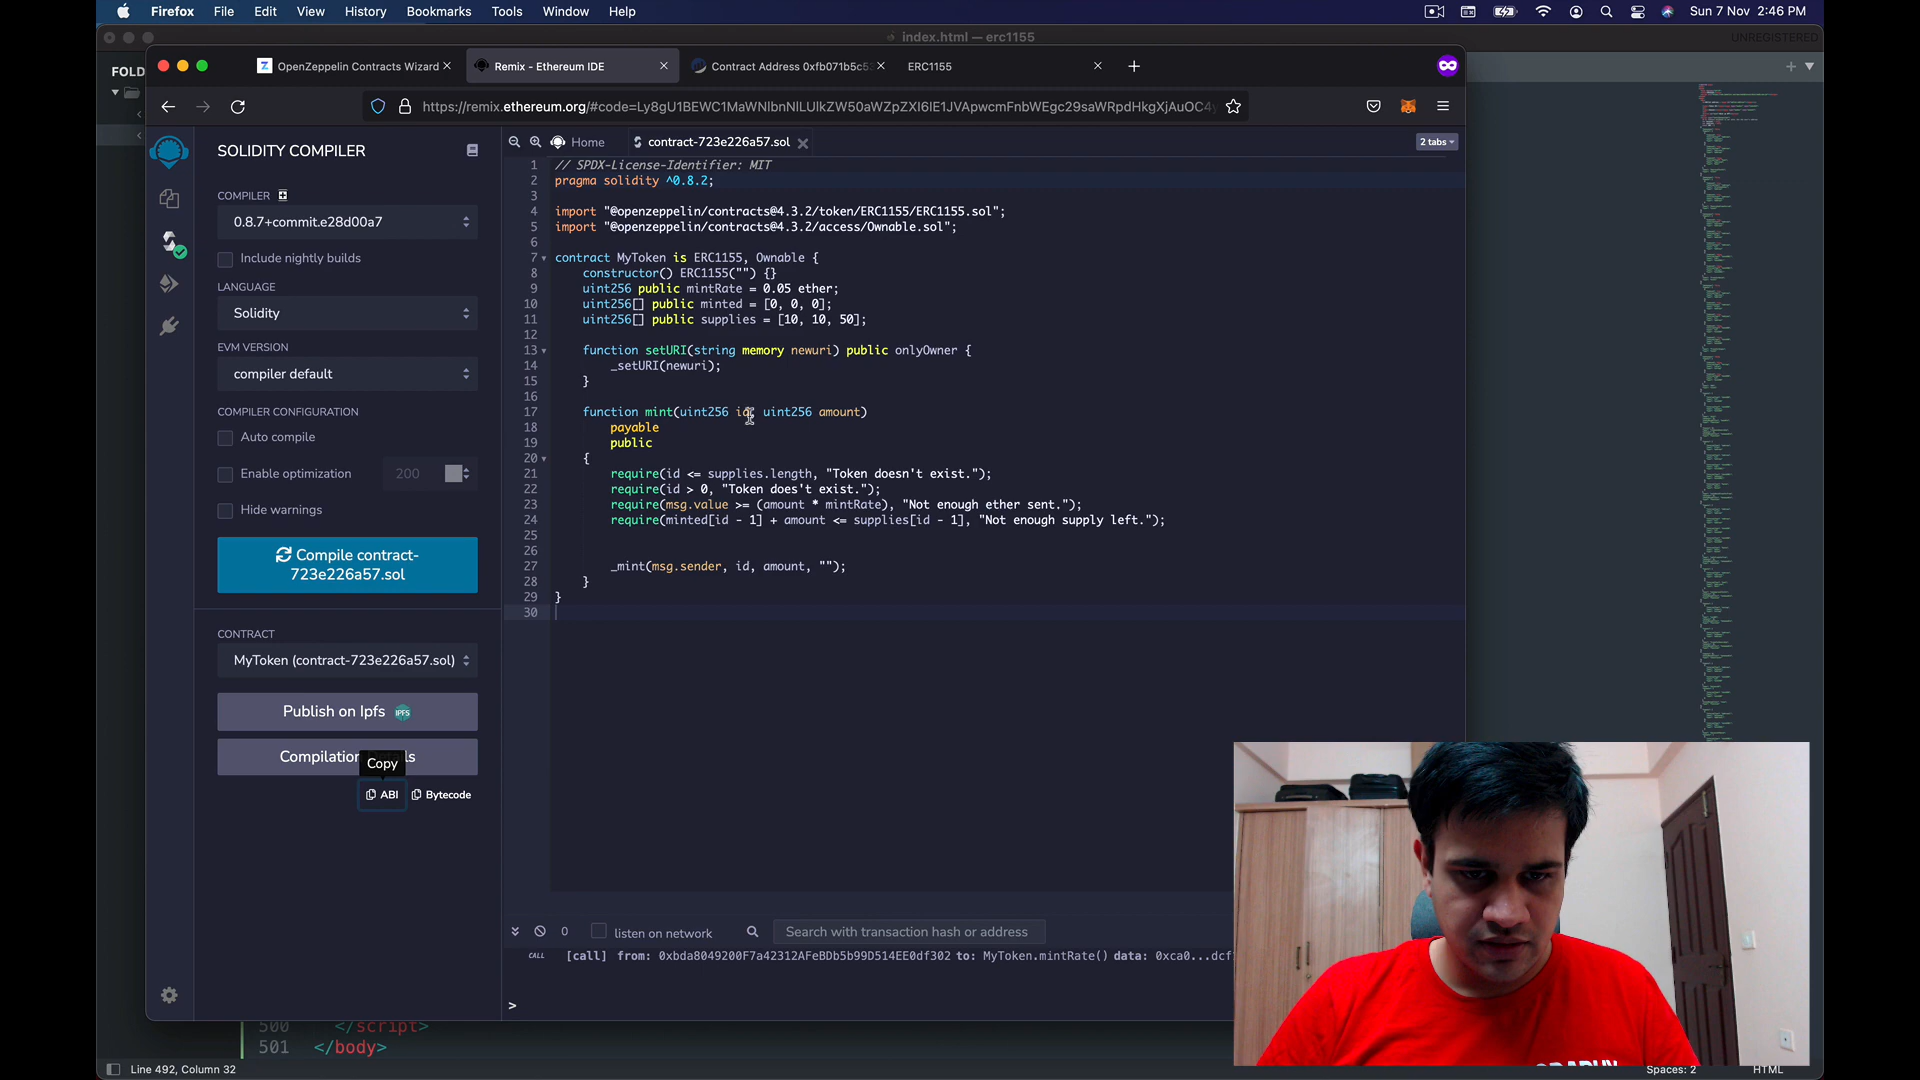 Firefox File Edit View History Bookmarks Tools Window Help Sun 7 Nov 2:46 PM
index.html — erc1155 UNREGISTERED
FOLD
OpenZeppelin Contracts Wizard Remix - Ethereum IDE Contract Address 0xfb071b5c5 ERC1155
SOLIDITY COMPILER
COMPILER
0.8.7+commit.e28d00a7
Include nightly builds
LANGUAGE
Solidity
EVM VERSION
compiler default
COMPILER CONFIGURATION
Auto compile
Enable optimization 200
Hide warnings
Compile contract-
723e226a57.sol
CONTRACT
MyToken (contract-723e226a57.sol)
Publish on Ipfs IPFS
Compilation ls
Copy
ABI Bytecode
Home contract-723e226a57.sol 2 tabs
1 // SPDX-License-Identifier: MIT
2 pragma solidity ^0.8.2;
3
4 import "@openzeppelin/contracts@4.3.2/token/ERC1155/ERC1155.sol";
5 import "@openzeppelin/contracts@4.3.2/access/Ownable.sol";
6
7 contract MyToken is ERC1155, Ownable {
8 constructor() ERC1155("") {}
9 uint256 public mintRate = 0.05 ether;
10 uint256[] public minted = [0, 0, 0];
11 uint256[] public supplies = [10, 10, 50];
12
13 function setURI(string memory newuri) public onlyOwner {
14 _setURI(newuri);
15 }
16
17 function mint(uint256 id, uint256 amount)
18 payable
19 public
20 {
21 require(id <= supplies.length, "Token doesn't exist.");
22 require(id > 0, "Token does't exist.");
23 require(msg.value >= (amount * mintRate), "Not enough ether sent.");
24 require(minted[id - 1] + amount <= supplies[id - 1], "Not enough supply left.");
25
26
27 _mint(msg.sender, id, amount, "");
28 }
29 }
30
0 listen on network Search with transaction hash or address
CALL [call] from: 0xbda8049200F7a42312AFeBDb5b99D514EE0df302 to: MyToken.mintRate() data: 0xca0...dcf
>
500 </script>
501 </body>
Line 492, Column 32 Spaces: 2 HTML